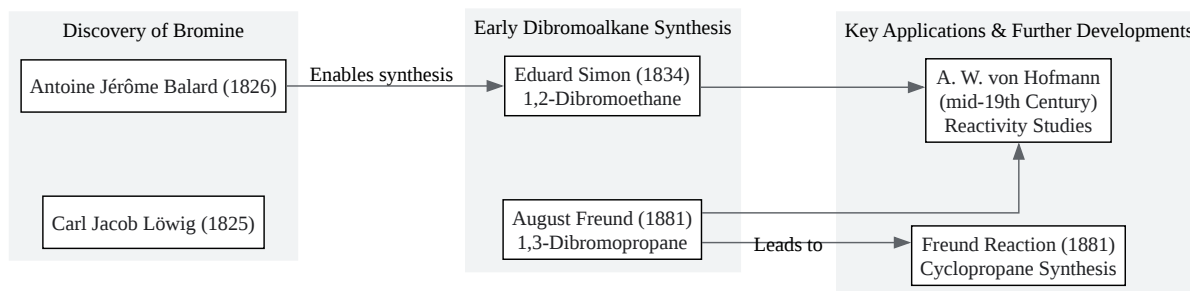 Discovery of Bromine
Antoine Jérôme Balard (1826)
Carl Jacob Löwig (1825)
Enables synthesis
Early Dibromoalkane Synthesis
Eduard Simon (1834)
1,2-Dibromoethane
August Freund (1881)
1,3-Dibromopropane
Leads to
Key Applications & Further Developments
A. W. von Hofmann
(mid-19th Century)
Reactivity Studies
Freund Reaction (1881)
Cyclopropane Synthesis